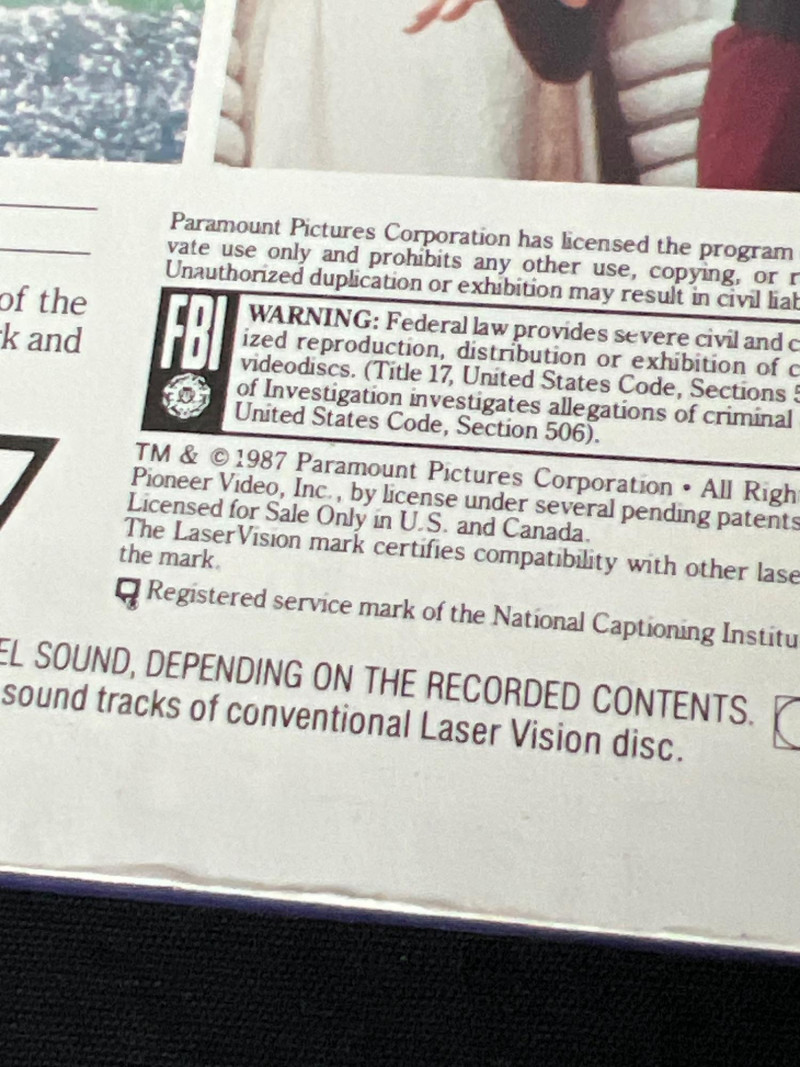 of the
k and
Paramount Pictures Corporation has licensed the program
vate use only and prohibits any other use, copying, or r
Unauthorized duplication or exhibition may result in civil liab
FBI
WARNING: Federal law provides severe civil and c
ized reproduction, distribution or exhibition of c
videodiscs. (Title 17, United States Code, Sections 5
of Investigation investigates allegations of criminal
United States Code, Section 506).
TM & © 1987 Paramount Pictures Corporation • All Righ
Pioneer Video, Inc., by license under several pending patents
Licensed for Sale Only in U.S. and Canada.
The LaserVision mark certifies compatibility with other lase
the mark.
Registered service mark of the National Captioning Institu
EL SOUND, DEPENDING ON THE RECORDED CONTENTS.
sound tracks of conventional Laser Vision disc.